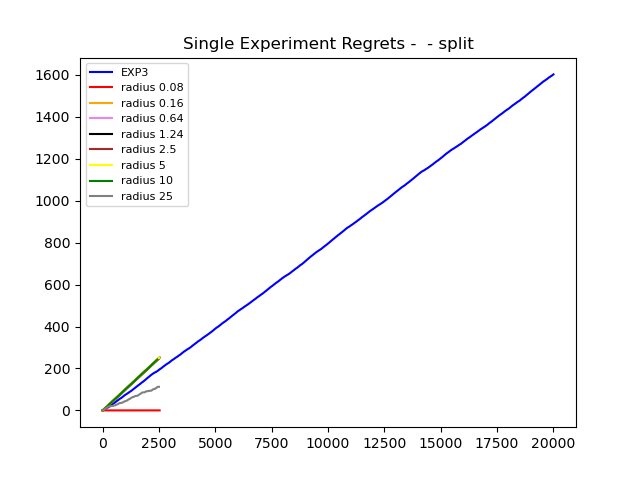 Single Experiment Regrets -  - split
EXP3
radius 0.08
radius 0.16
radius 0.64
radius 1.24
radius 2.5
radius 5
radius 10
radius 25
1600
1400
1200
1000
800
600
400
200
0
0 2500 5000 7500 10000 12500 15000 17500 20000